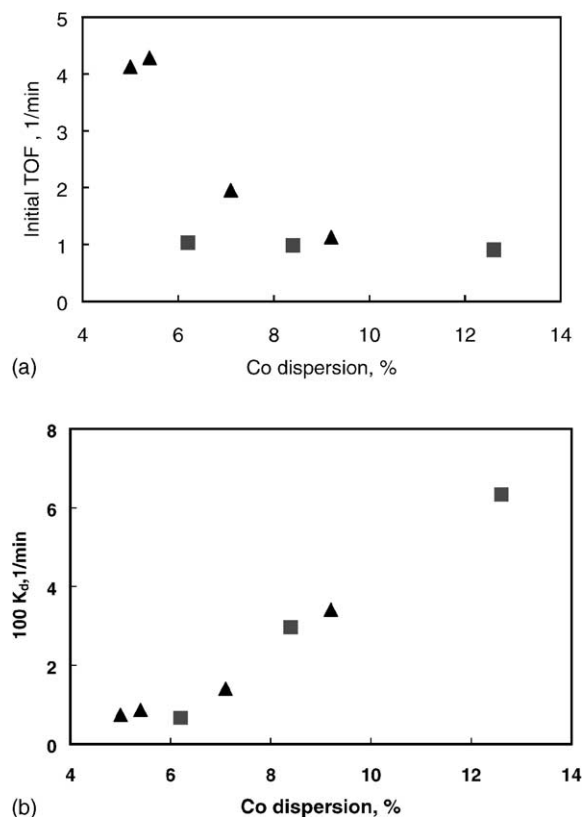 5
4
3
2
1
0
Initial TOF , 1/min
4 6 8 10 12 14
(a) Co dispersion, %
8
6
4
2
0
100 Kd,1/min
4 6 8 10 12 14
(b) Co dispersion, %